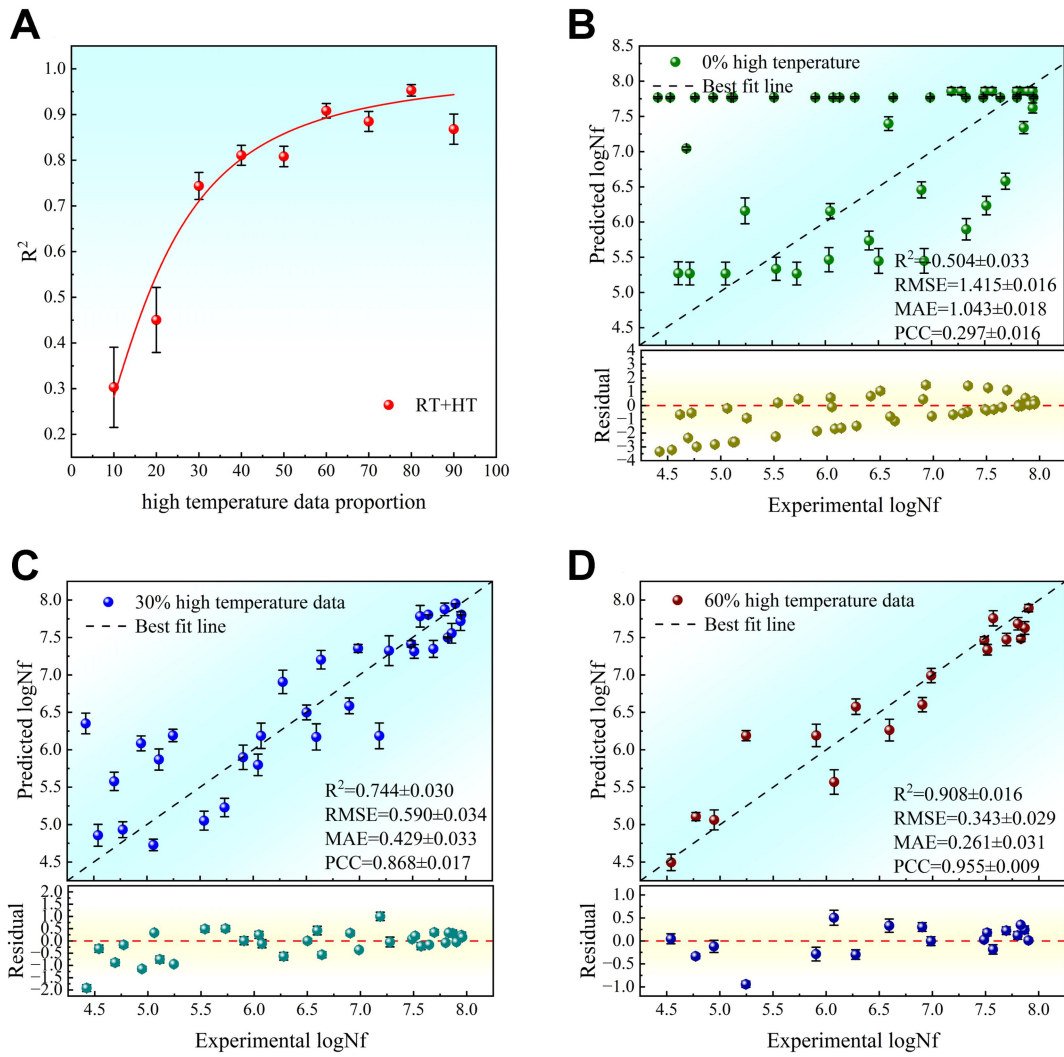 A
1.0
0.9
0.8
0.7
0.6
0.5
0.4
0.3
0.2
R²
RT+HT
0 10 20 30 40 50 60 70 80 90 100
high temperature data proportion
B
8.5
8.0
7.5
7.0
6.5
6.0
5.5
5.0
4.5
Predicted logNf
0% high tenperature
Best fit line
R²=-0.504±0.033
RMSE=1.415±0.016
MAE=1.043±0.018
PCC=0.297±0.016
4
3
2
1
0
−1
−2
−3
−4
Residual
4.5 5.0 5.5 6.0 6.5 7.0 7.5 8.0
Experimental logNf
C
8.0
7.5
7.0
6.5
6.0
5.5
5.0
4.5
Predicted logNf
30% high temperature data
Best fit line
R²=0.744±0.030
RMSE=0.590±0.034
MAE=0.429±0.033
PCC=0.868±0.017
2.0
1.5
1.0
0.5
0.0
−0.5
−1.0
−1.5
−2.0
Residual
4.5 5.0 5.5 6.0 6.5 7.0 7.5 8.0
Experimental logNf
D
8.0
7.5
7.0
6.5
6.0
5.5
5.0
4.5
Predicted logNf
60% high temperature data
Best fit line
R²=0.908±0.016
RMSE=0.343±0.029
MAE=0.261±0.031
PCC=0.955±0.009
1.0
0.5
0.0
−0.5
−1.0
Residual
4.5 5.0 5.5 6.0 6.5 7.0 7.5 8.0
Experimental logNf